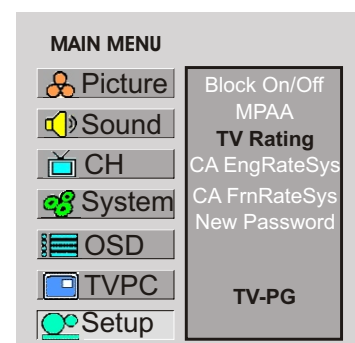 MAIN MENU
Picture
Sound
CH
System
OSD
TVPC
Setup
Block On/Off
MPAA
TV Rating
CA EngRateSys
CA FrnRateSys
New Password
TV-PG